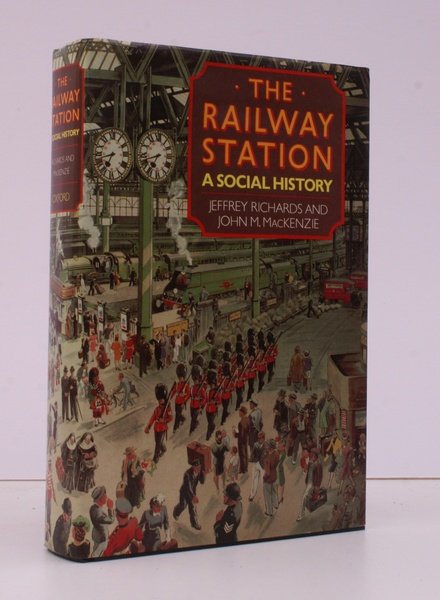 · THE ·
RAILWAY
STATION
A SOCIAL HISTORY
JEFFREY RICHARDS AND
JOHN M. MACKENZIE
THE
RAILWAY
STATION
A SOCIAL HISTORY
RICHARDS AND
MACKENZIE
OXFORD